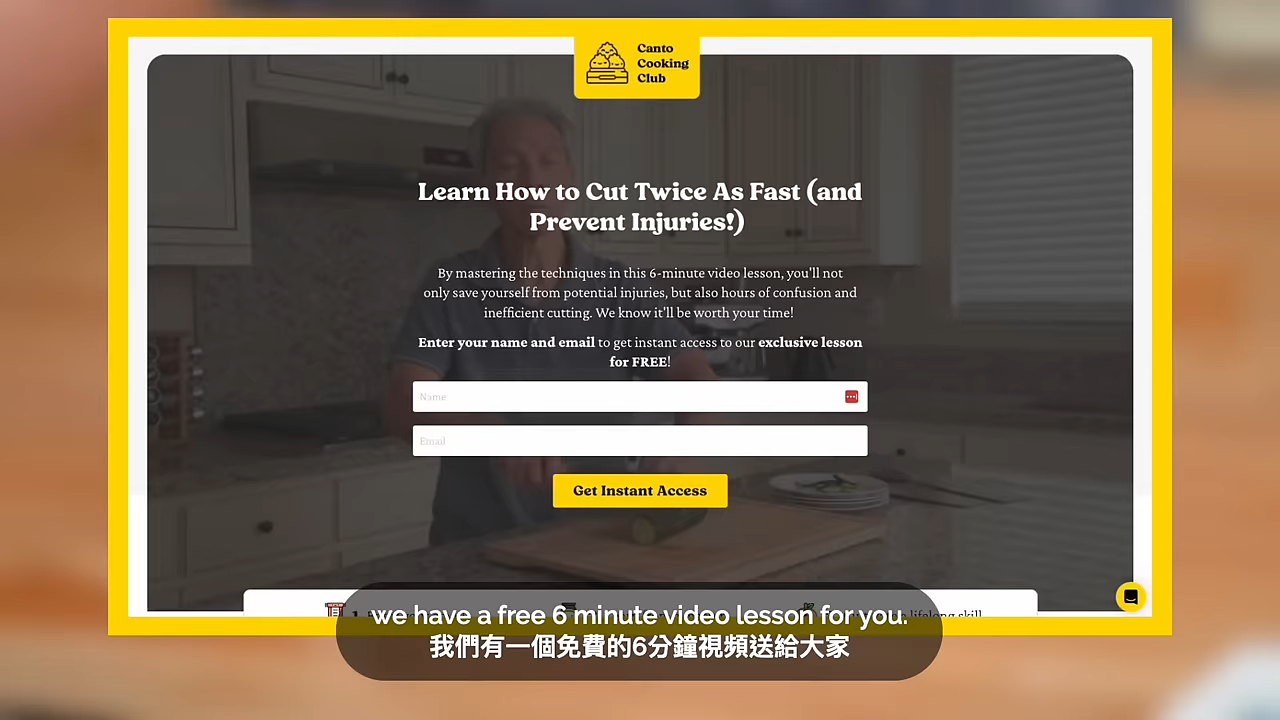 Canto
Cooking
Club
Learn How to Cut Twice As Fast (and
Prevent Injuries!)
By mastering the techniques in this 6-minute video lesson, you'll not
only save yourself from potential injuries, but also hours of confusion and
inefficient cutting. We know it'll be worth your time!
Enter your name and email to get instant access to our exclusive lesson
for FREE!
Name
Email
Get Instant Access
lifelong skill
we have a free 6 minute video lesson for you.
我們有一個免費的6分鐘視頻送給大家